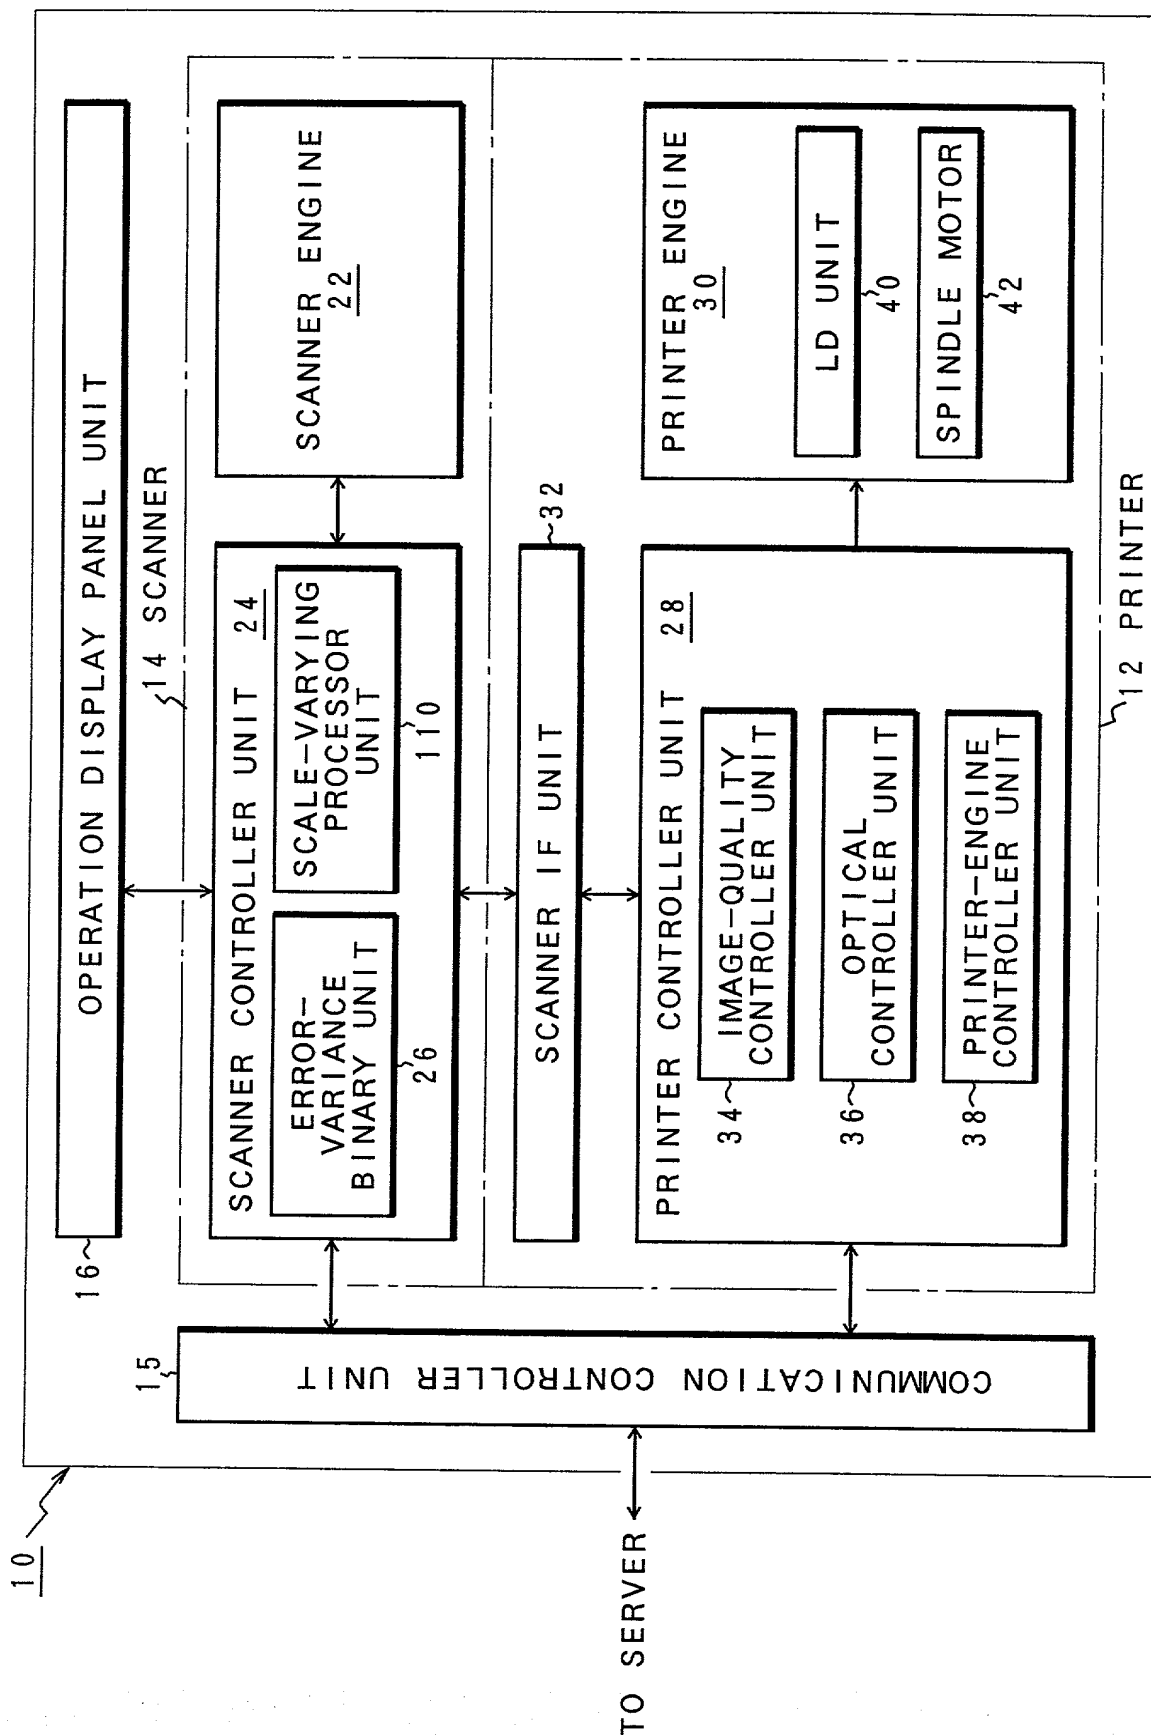 10
16
OPERATION DISPLAY PANEL UNIT
14 SCANNER
15
COMMUNICATION CONTROLLER UNIT
TO SERVER
SCANNER CONTROLLER UNIT
24
ERROR-
VARIANCE
BINARY UNIT
26
SCALE-VARYING
PROCESSOR
UNIT
110
SCANNER ENGINE
22
SCANNER IF UNIT
32
PRINTER CONTROLLER UNIT
28
34
IMAGE-QUALITY
CONTROLLER UNIT
36
OPTICAL
CONTROLLER UNIT
38
PRINTER-ENGINE
CONTROLLER UNIT
PRINTER ENGINE
30
LD UNIT
40
SPINDLE MOTOR
42
12 PRINTER